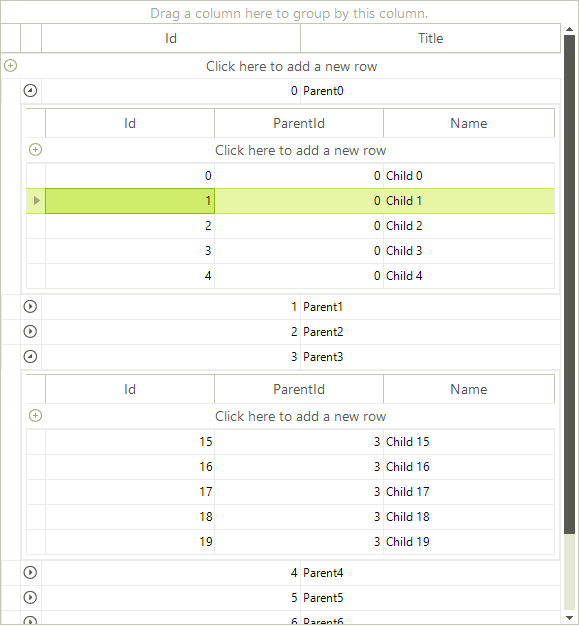 Drag a column here to group by this column.
Id Title
Click here to add a new row
0 Parent0
Id ParentId Name
Click here to add a new row
0 0 Child 0
1 0 Child 1
2 0 Child 2
3 0 Child 3
4 0 Child 4
1 Parent1
2 Parent2
3 Parent3
Id ParentId Name
Click here to add a new row
15 3 Child 15
16 3 Child 16
17 3 Child 17
18 3 Child 18
19 3 Child 19
4 Parent4
5 Parent5
6 Parent6